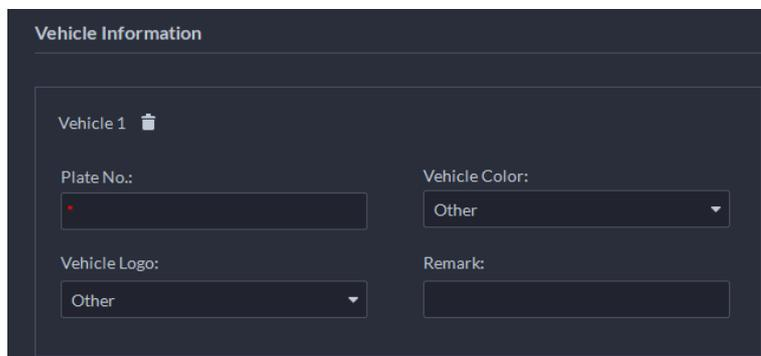 Vehicle Information
Vehicle 1
Plate No.:
Vehicle Color:
*
Other
Vehicle Logo:
Remark:
Other